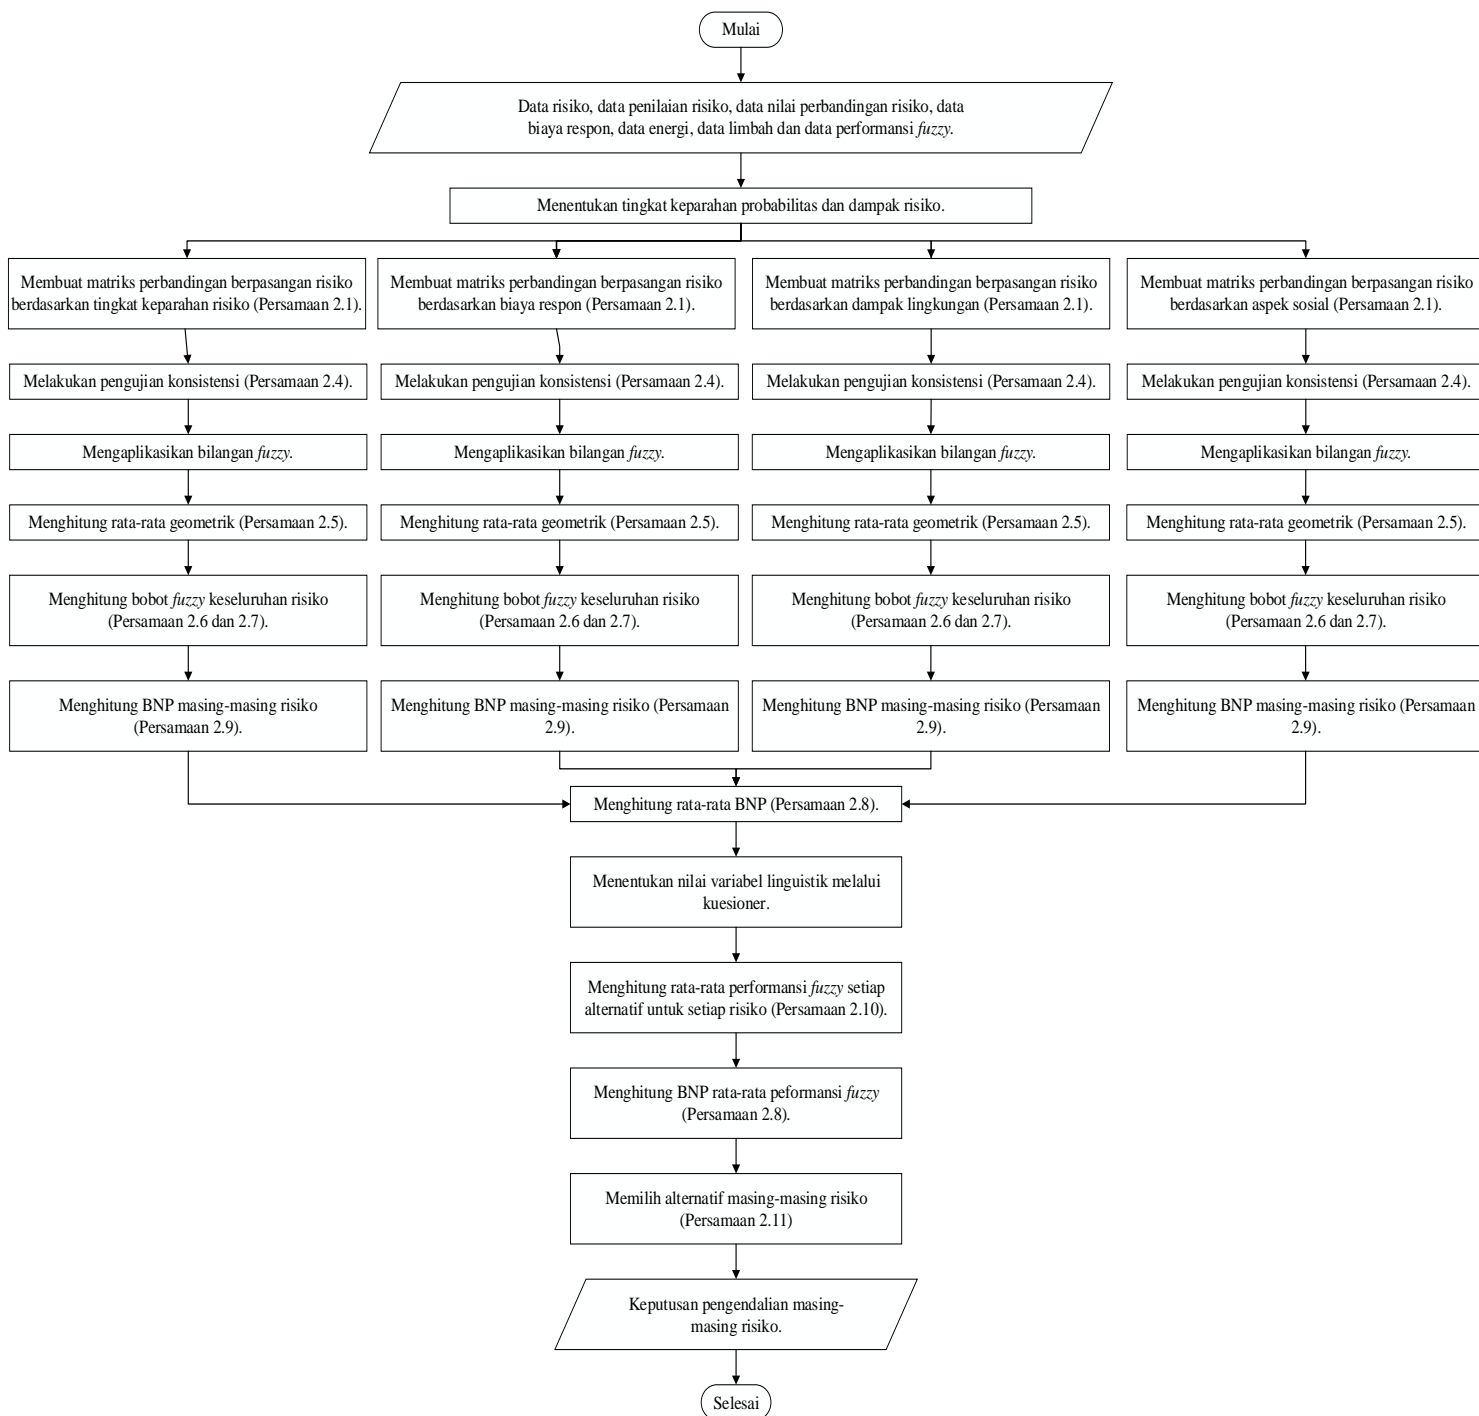 Mulai
Data risiko, data penilaian risiko, data nilai perbandingan risiko, data
biaya respon, data energi, data limbah dan data performansi fuzzy.
Menentukan tingkat keparahan probabilitas dan dampak risiko.
Membuat matriks perbandingan berpasangan risiko
berdasarkan tingkat keparahan risiko (Persamaan 2.1).
Membuat matriks perbandingan berpasangan risiko
berdasarkan biaya respon (Persamaan 2.1).
Membuat matriks perbandingan berpasangan risiko
berdasarkan dampak lingkungan (Persamaan 2.1).
Membuat matriks perbandingan berpasangan risiko
berdasarkan aspek sosial (Persamaan 2.1).
Melakukan pengujian konsistensi (Persamaan 2.4).
Melakukan pengujian konsistensi (Persamaan 2.4).
Melakukan pengujian konsistensi (Persamaan 2.4).
Melakukan pengujian konsistensi (Persamaan 2.4).
Mengaplikasikan bilangan fuzzy.
Mengaplikasikan bilangan fuzzy.
Mengaplikasikan bilangan fuzzy.
Mengaplikasikan bilangan fuzzy.
Menghitung rata-rata geometrik (Persamaan 2.5).
Menghitung rata-rata geometrik (Persamaan 2.5).
Menghitung rata-rata geometrik (Persamaan 2.5).
Menghitung rata-rata geometrik (Persamaan 2.5).
Menghitung bobot fuzzy keseluruhan risiko
(Persamaan 2.6 dan 2.7).
Menghitung bobot fuzzy keseluruhan risiko
(Persamaan 2.6 dan 2.7).
Menghitung bobot fuzzy keseluruhan risiko
(Persamaan 2.6 dan 2.7).
Menghitung bobot fuzzy keseluruhan risiko
(Persamaan 2.6 dan 2.7).
Menghitung BNP masing-masing risiko
(Persamaan 2.9).
Menghitung BNP masing-masing risiko (Persamaan
2.9).
Menghitung BNP masing-masing risiko (Persamaan
2.9).
Menghitung BNP masing-masing risiko (Persamaan
2.9).
Menghitung rata-rata BNP (Persamaan 2.8).
Menentukan nilai variabel linguistik melalui
kuesioner.
Menghitung rata-rata performansi fuzzy setiap
alternatif untuk setiap risiko (Persamaan 2.10).
Menghitung BNP rata-rata peformansi fuzzy
(Persamaan 2.8).
Memilih alternatif masing-masing risiko
(Persamaan 2.11)
Keputusan pengendalian masing-
masing risiko.
Selesai